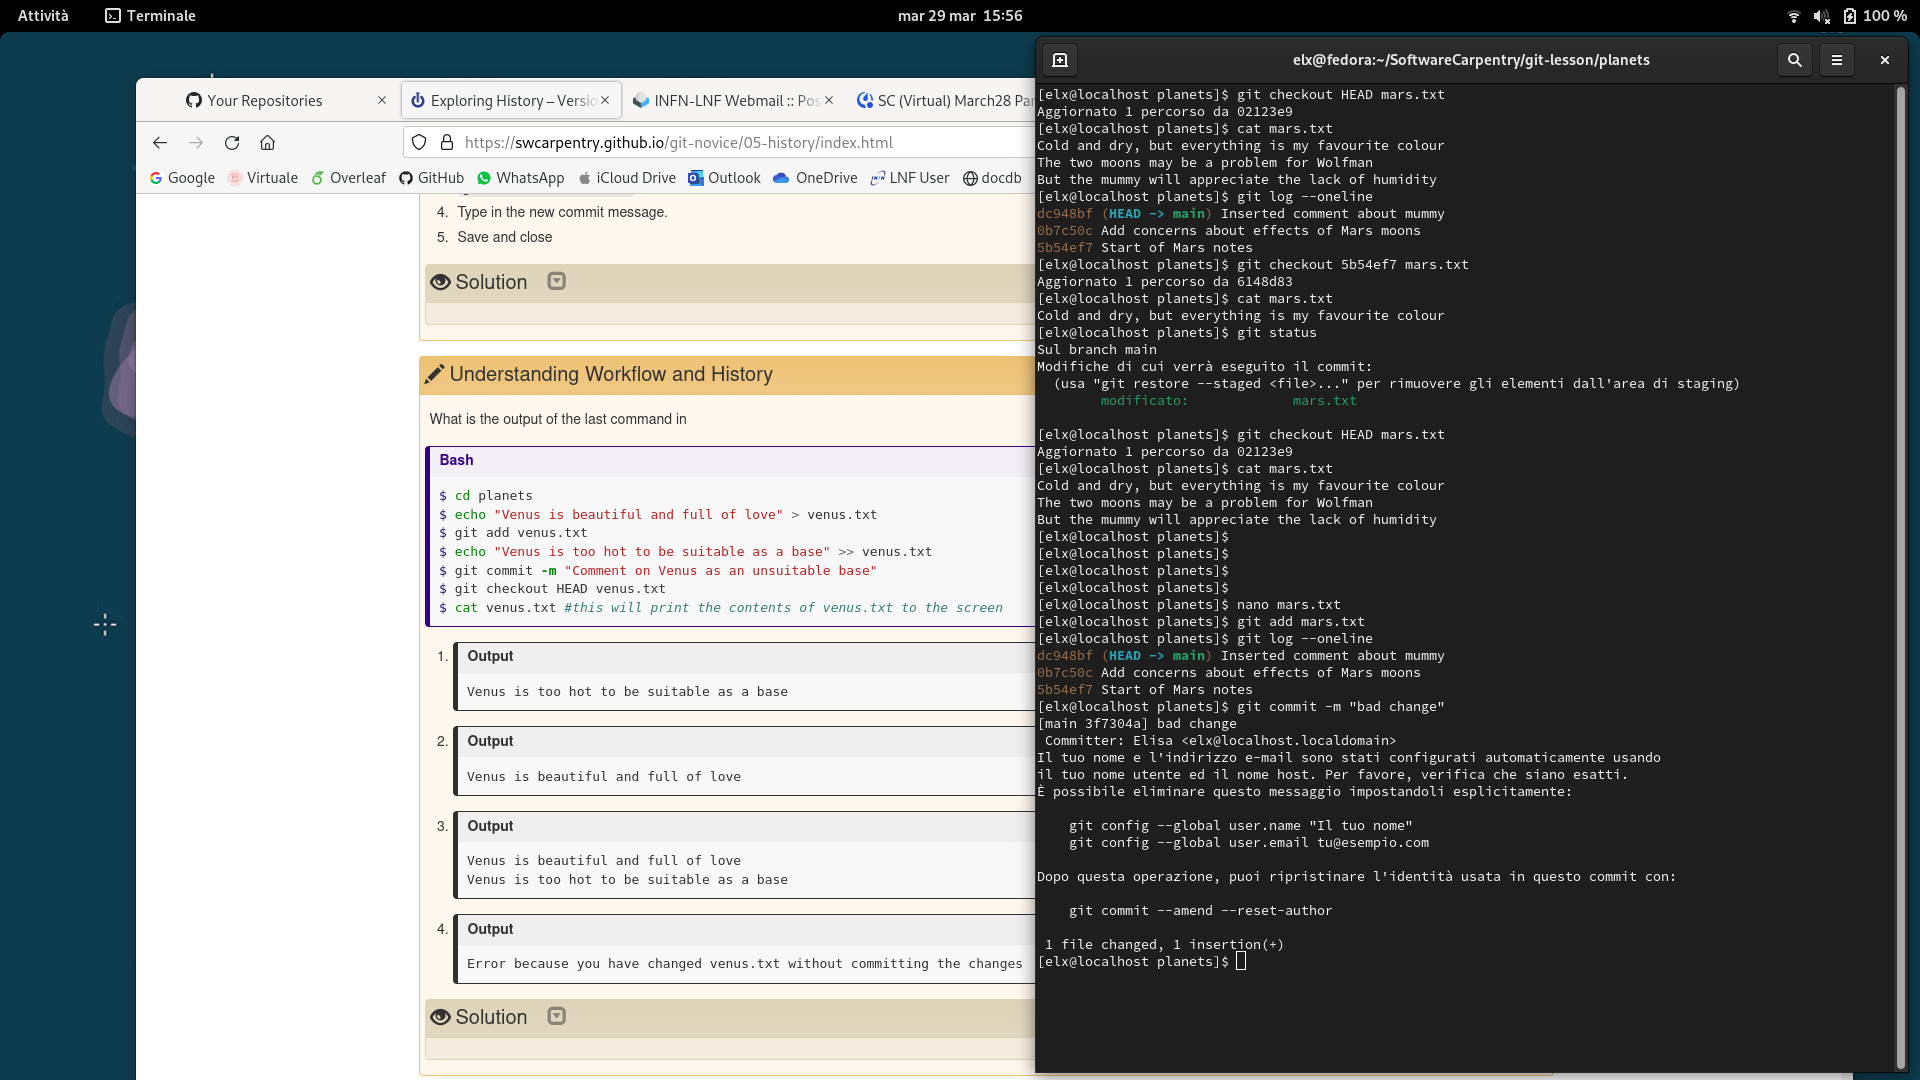 Attività
Terminale
mar 29 mar 15:56
100 %
Your Repositories
Exploring History – Versio
INFN-LNF Webmail :: Pos
SC (Virtual) March28 Par
https://swcarpentry.github.io/git-novice/05-history/index.html
Google
Virtuale
Overleaf
GitHub
WhatsApp
iCloud Drive
Outlook
OneDrive
LNF User
docdb
4. Type in the new commit message.
5. Save and close
Solution
Understanding Workflow and History
What is the output of the last command in
Bash
$ cd planets
$ echo "Venus is beautiful and full of love" > venus.txt
$ git add venus.txt
$ echo "Venus is too hot to be suitable as a base" >> venus.txt
$ git commit -m "Comment on Venus as an unsuitable base"
$ git checkout HEAD venus.txt
$ cat venus.txt #this will print the contents of venus.txt to the screen
1. Output
Venus is too hot to be suitable as a base
2. Output
Venus is beautiful and full of love
3. Output
Venus is beautiful and full of love
Venus is too hot to be suitable as a base
4. Output
Error because you have changed venus.txt without committing the changes
Solution
elx@fedora:~/SoftwareCarpentry/git-lesson/planets
[elx@localhost planets]$ git checkout HEAD mars.txt
Aggiornato 1 percorso da 02123e9
[elx@localhost planets]$ cat mars.txt
Cold and dry, but everything is my favourite colour
The two moons may be a problem for Wolfman
But the mummy will appreciate the lack of humidity
[elx@localhost planets]$ git log --oneline
dc948bf (HEAD -> main) Inserted comment about mummy
0b7c50c Add concerns about effects of Mars moons
5b54ef7 Start of Mars notes
[elx@localhost planets]$ git checkout 5b54ef7 mars.txt
Aggiornato 1 percorso da 6148d83
[elx@localhost planets]$ cat mars.txt
Cold and dry, but everything is my favourite colour
[elx@localhost planets]$ git status
Sul branch main
Modifiche di cui verrà eseguito il commit:
(usa "git restore --staged <file>..." per rimuovere gli elementi dall'area di staging)
modificato: mars.txt
[elx@localhost planets]$ git checkout HEAD mars.txt
Aggiornato 1 percorso da 02123e9
[elx@localhost planets]$ cat mars.txt
Cold and dry, but everything is my favourite colour
The two moons may be a problem for Wolfman
But the mummy will appreciate the lack of humidity
[elx@localhost planets]$
[elx@localhost planets]$
[elx@localhost planets]$
[elx@localhost planets]$
[elx@localhost planets]$ nano mars.txt
[elx@localhost planets]$ git add mars.txt
[elx@localhost planets]$ git log --oneline
dc948bf (HEAD -> main) Inserted comment about mummy
0b7c50c Add concerns about effects of Mars moons
5b54ef7 Start of Mars notes
[elx@localhost planets]$ git commit -m "bad change"
[main 3f7304a] bad change
Committer: Elisa <elx@localhost.localdomain>
Il tuo nome e l'indirizzo e-mail sono stati configurati automaticamente usando
il tuo nome utente ed il nome host. Per favore, verifica che siano esatti.
È possibile eliminare questo messaggio impostandoli esplicitamente:
git config --global user.name "Il tuo nome"
git config --global user.email tu@esempio.com
Dopo questa operazione, puoi ripristinare l'identità usata in questo commit con:
git commit --amend --reset-author
1 file changed, 1 insertion(+)
[elx@localhost planets]$